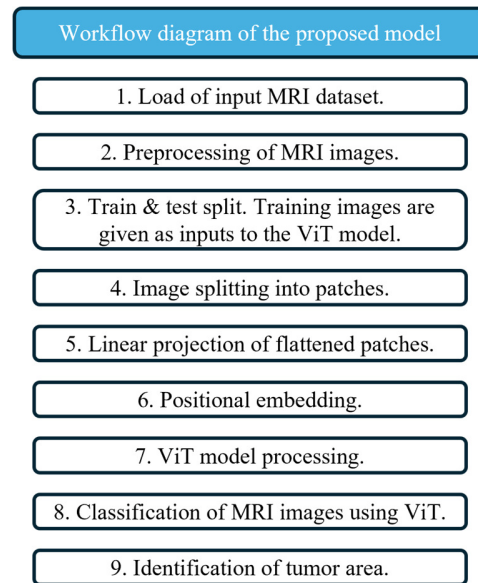 Workflow diagram of the proposed model
1. Load of input MRI dataset.
2. Preprocessing of MRI images.
3. Train & test split. Training images are
given as inputs to the ViT model.
4. Image splitting into patches.
5. Linear projection of flattened patches.
6. Positional embedding.
7. ViT model processing.
8. Classification of MRI images using ViT.
9. Identification of tumor area.